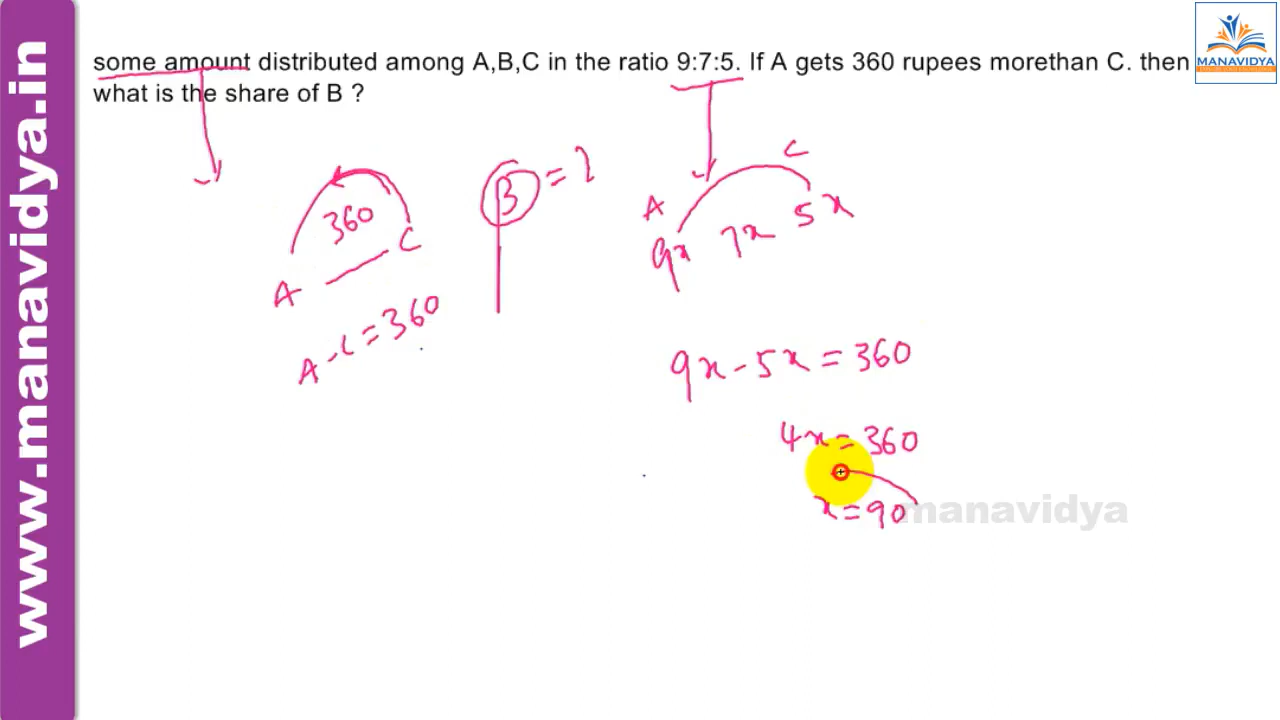 www.manavidya.in
MANAVIDYA
some amount distributed among A,B,C in the ratio 9:7:5. If A gets 360 rupees morethan C. then
what is the share of B ?
360
A C
A - C = 360
B = ?
A C
9x 7x 5x
9x - 5x = 360
4x = 360
x = 90
manavidya